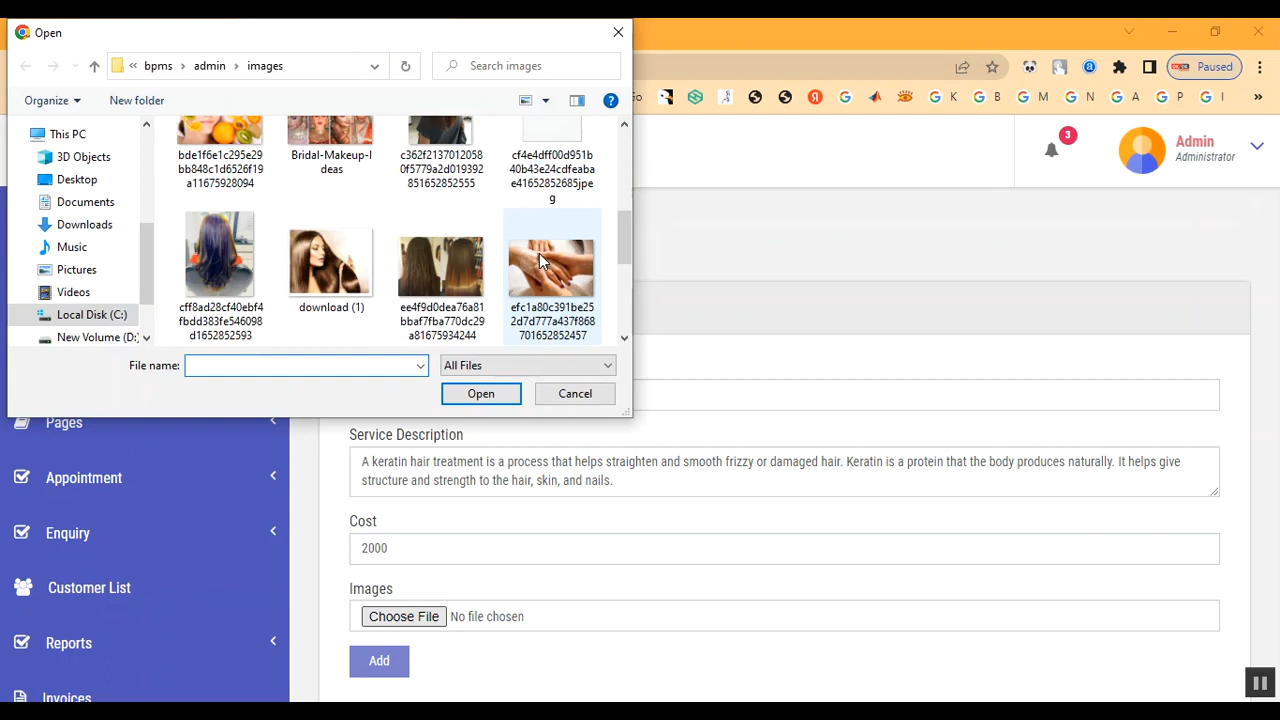 Open
bpms > admin > images
Search images
Paused
Organize
New folder
Go
K
B
M
N
A
P
»
This PC
3D Objects
Desktop
Documents
Downloads
Music
Pictures
Videos
Local Disk (C:)
New Volume (D:)
bde1f6e1c295e29
bb848c1d6526f19
a11675928094
Bridal-Makeup-I
deas
c362f2137012058
0f5779a2d019392
851652852555
cf4e4dff00d951b
40b43e24cdfeaba
e41652852685jpe
g
cff8ad28cf40ebf4
fbdd383fe546098
d1652852593
download (1)
ee4f9d0dea76a81
bbaf7fba770dc29
a81675934244
efc1a80c391be25
2d7d777a437f868
701652852457
File name:
All Files
Open
Cancel
3
Admin
Administrator
Pages
Appointment
Enquiry
Customer List
Reports
Invoices
Service Description
A keratin hair treatment is a process that helps straighten and smooth frizzy or damaged hair. Keratin is a protein that the body produces naturally. It helps give
structure and strength to the hair, skin, and nails.
Cost
2000
Images
Choose File No file chosen
Add